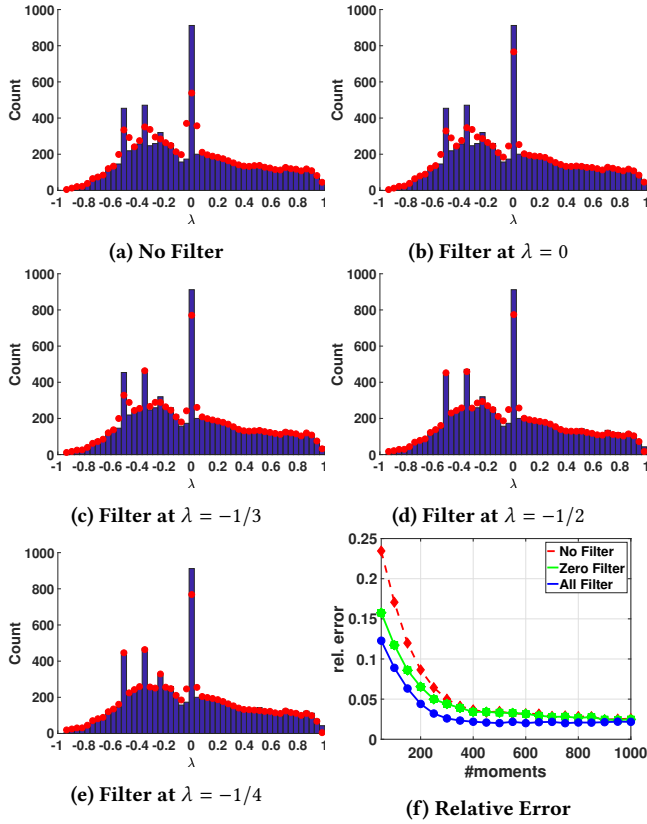 1000
800
600
400
200
0
Count
-1 -0.8 -0.6 -0.4 -0.2 0 0.2 0.4 0.6 0.8 1
λ
(a) No Filter
1000
800
600
400
200
0
Count
-1 -0.8 -0.6 -0.4 -0.2 0 0.2 0.4 0.6 0.8 1
λ
(b) Filter at λ = 0
1000
800
600
400
200
0
Count
-1 -0.8 -0.6 -0.4 -0.2 0 0.2 0.4 0.6 0.8 1
λ
(c) Filter at λ = −1/3
1000
800
600
400
200
0
Count
-1 -0.8 -0.6 -0.4 -0.2 0 0.2 0.4 0.6 0.8 1
λ
(d) Filter at λ = −1/2
1000
800
600
400
200
0
Count
-1 -0.8 -0.6 -0.4 -0.2 0 0.2 0.4 0.6 0.8 1
λ
(e) Filter at λ = −1/4
0.25
0.2
0.15
0.1
0.05
0
rel. error
No Filter
Zero Filter
All Filter
200 400 600 800 1000
#moments
(f) Relative Error